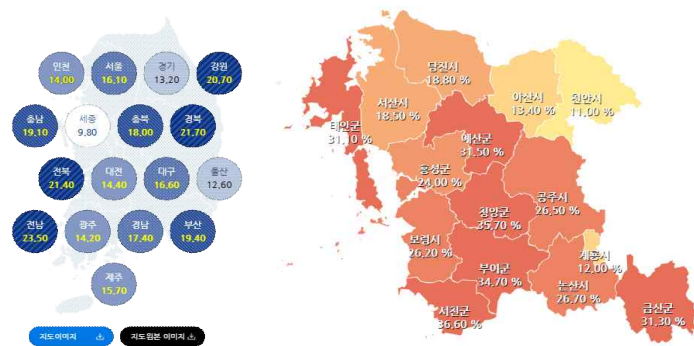 인천
14,00
서울
16,10
경기
13,20
강원
20,70
충남
19,10
세종
9,80
충북
18,00
경북
21,70
전북
21,40
대전
14,40
대구
16,60
울산
12,60
전남
23,50
광주
14,20
경남
17,40
부산
19,40
제주
15,70
지도이미지
지도원본 이미지
당진시
18.80 %
아산시
13.40 %
천안시
11.00 %
서산시
18.50 %
태안군
31.10 %
예산군
31.50 %
홍성군
24.00 %
공주시
26.50 %
청양군
35.70 %
보령시
26.20 %
계룡시
12.00 %
부여군
34.70 %
논산시
26.70 %
금산군
31.30 %
서천군
36.60 %